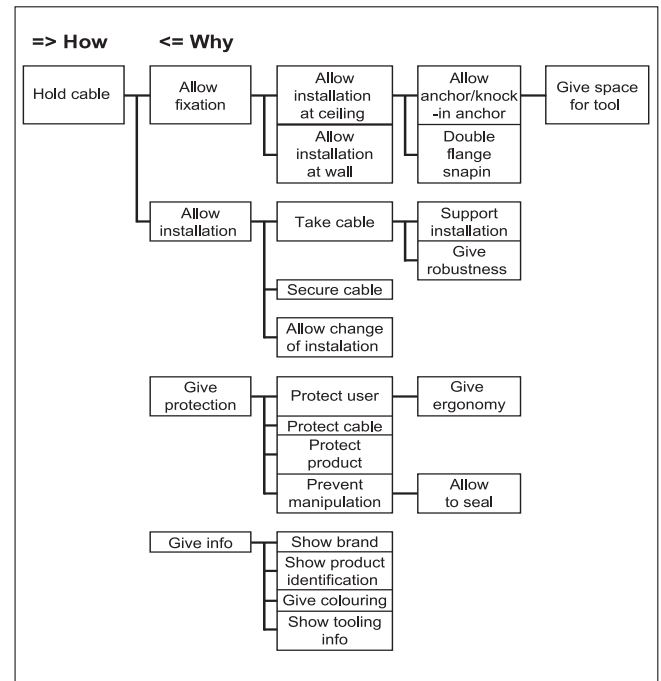 => How <= Why
Hold cable
Allow
fixation
Allow
installation
at ceiling
Allow
anchor/knock
-in anchor
Give space
for tool
Allow
installation
at wall
Double
flange
snapin
Allow
installation
Take cable
Support
installation
Give
robustness
Secure cable
Allow change
of instalation
Give
protection
Protect user
Give
ergonomy
Protect cable
Protect
product
Prevent
manipulation
Allow
to seal
Give info
Show brand
Show product
identification
Give colouring
Show tooling
info